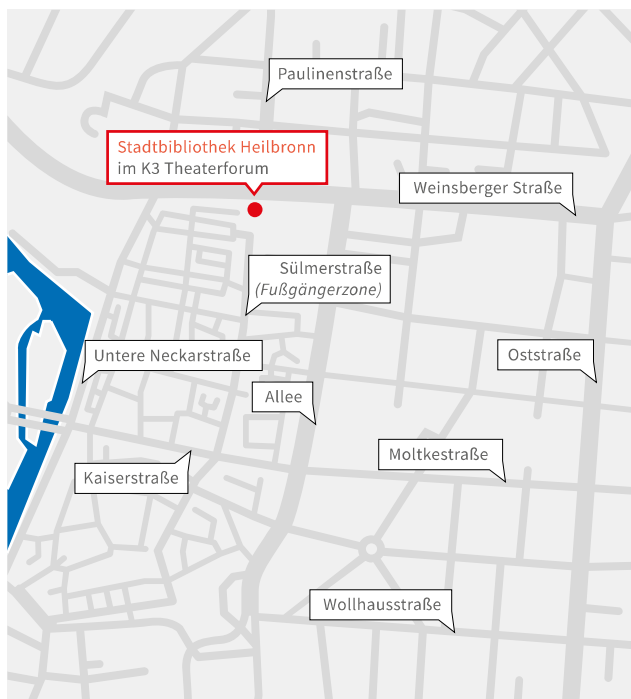 Paulinenstraße
Stadtbibliothek Heilbronn
im K3 Theaterforum
Weinsberger Straße
Sülmerstraße
(Fußgängerzone)
Untere Neckarstraße
Oststraße
Allee
Moltkestraße
Kaiserstraße
Wollhausstraße